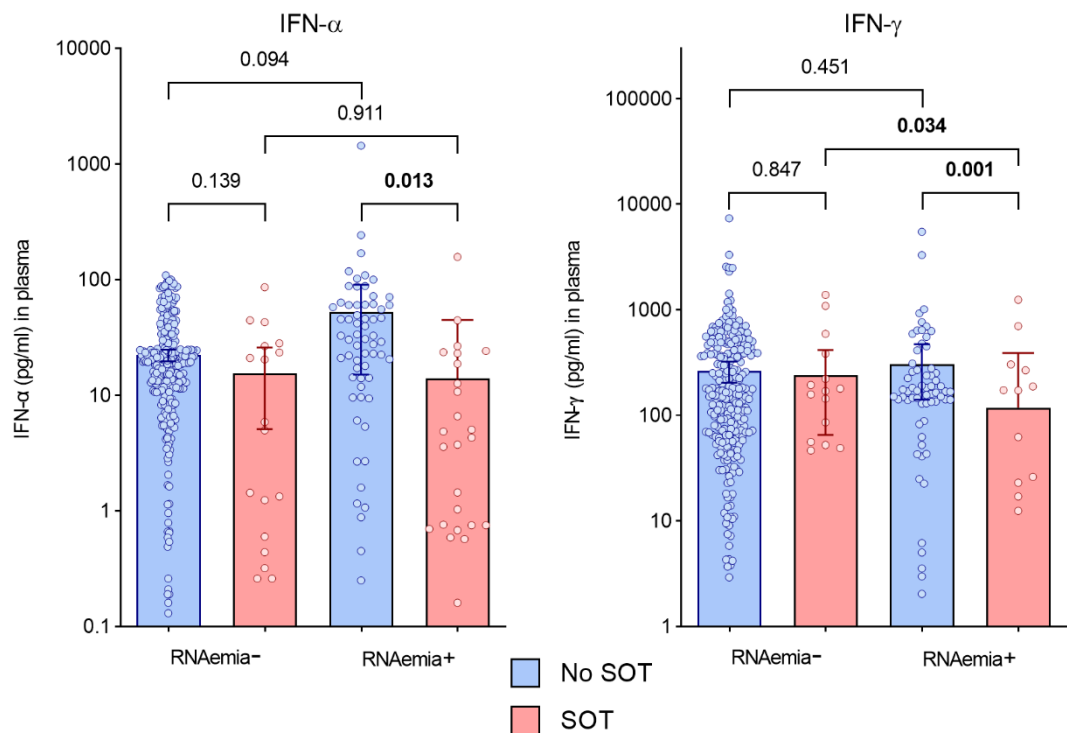 IFN-α
IFN-γ
10000
1000
100
10
1
0.1
IFN-α (pg/ml) in plasma
0.094
0.911
0.139
0.013
RNAemia-
RNAemia+
100000
10000
1000
100
10
1
IFN-γ (pg/ml) in plasma
0.451
0.034
0.847
0.001
RNAemia-
RNAemia+
No SOT
SOT